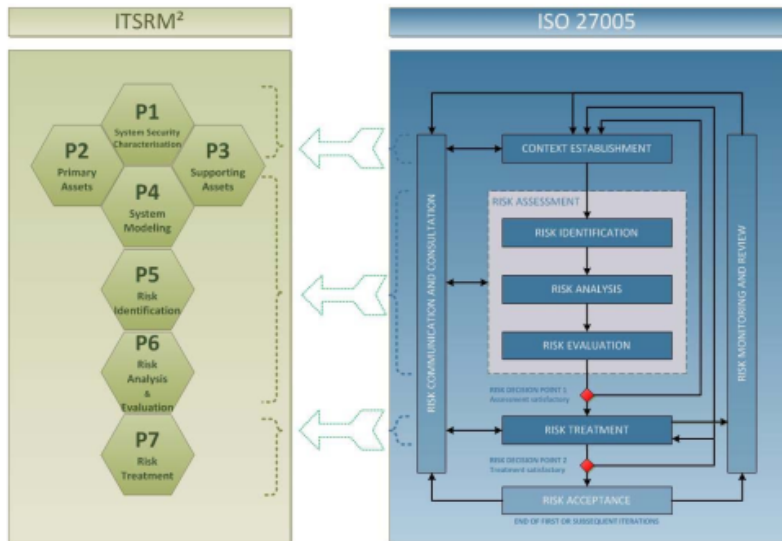 ITSRM²
ISO 27005
P1
System Security
Characterisation
P2
Primary
Assets
P3
Supporting
Assets
P4
System
Modeling
P5
Risk
Identification
P6
Risk
Analysis
&
Evaluation
P7
Risk
Treatment
RISK COMMUNICATION AND CONSULTATION
CONTEXT ESTABLISHMENT
RISK ASSESSMENT
RISK IDENTIFICATION
RISK ANALYSIS
RISK EVALUATION
RISK DECISION POINT 1
Assessment satisfactory
RISK TREATMENT
RISK DECISION POINT 2
Treatment satisfactory
RISK ACCEPTANCE
END OF FIRST OR SUBSEQUENT ITERATIONS
RISK MONITORING AND REVIEW